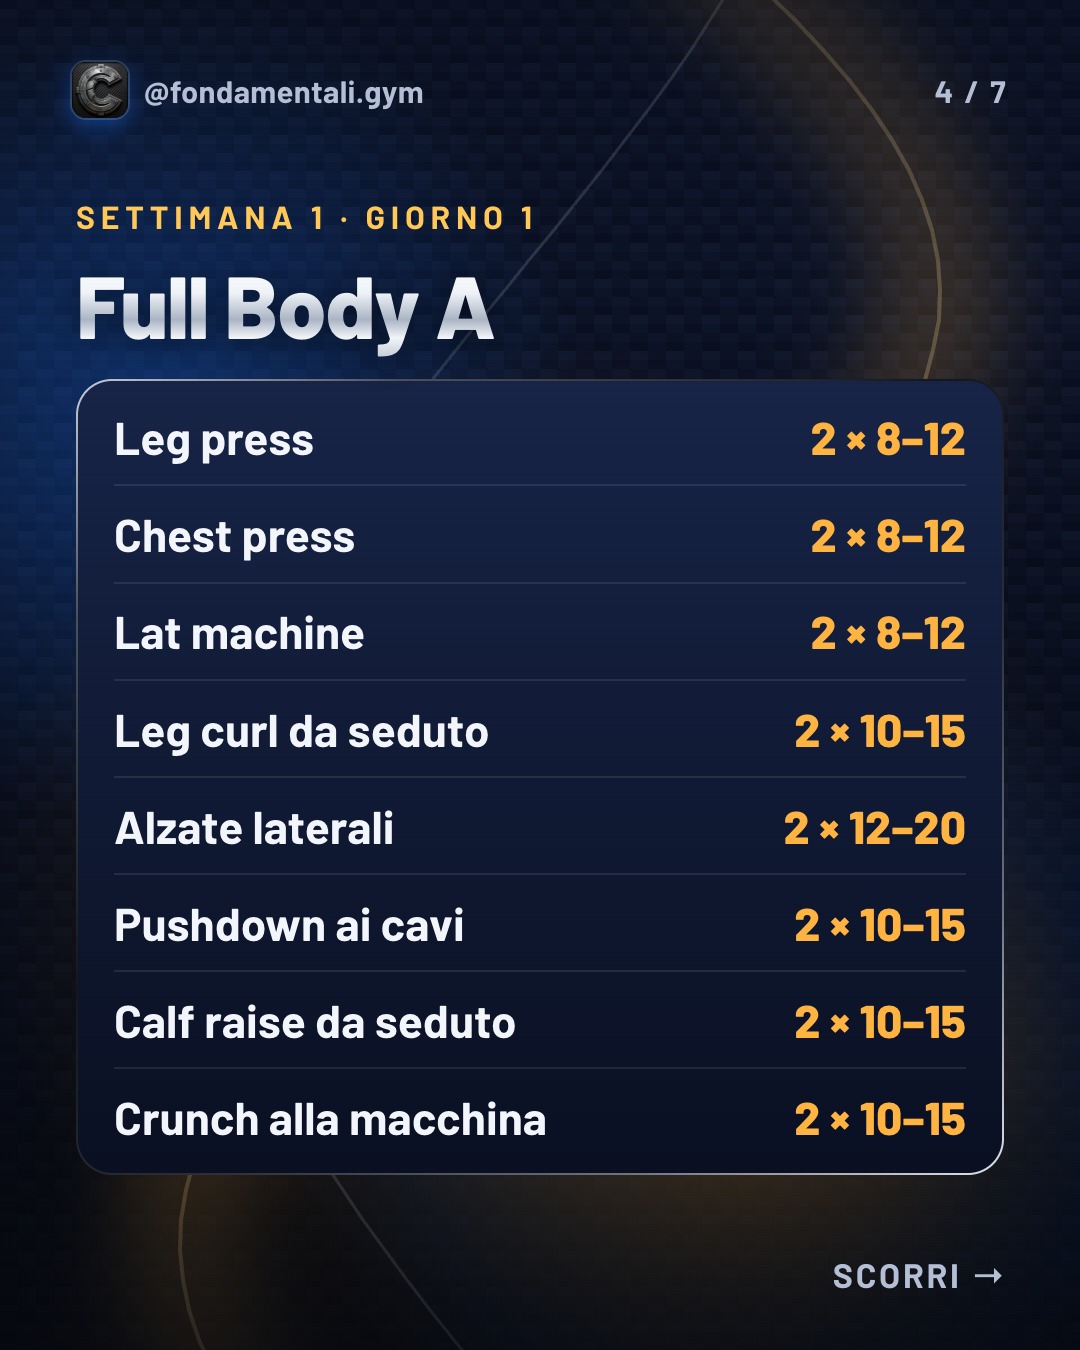 @fondamentali.gym
4 / 7
SETTIMANA 1 · GIORNO 1
Full Body A
Leg press 2 × 8–12
Chest press 2 × 8–12
Lat machine 2 × 8–12
Leg curl da seduto 2 × 10–15
Alzate laterali 2 × 12–20
Pushdown ai cavi 2 × 10–15
Calf raise da seduto 2 × 10–15
Crunch alla macchina 2 × 10–15
SCORRI →